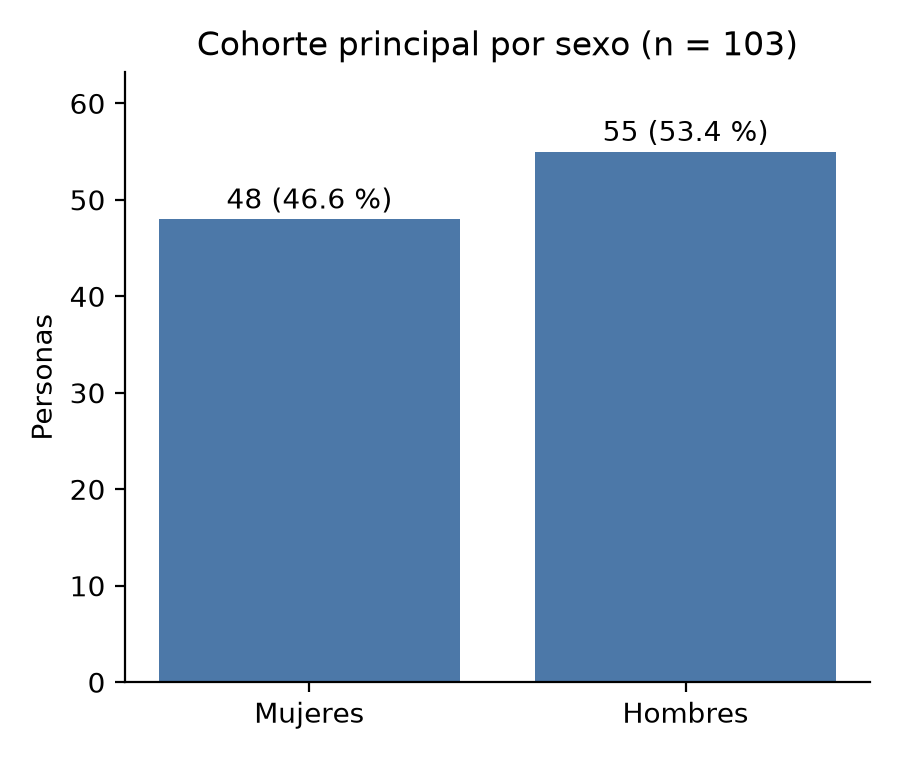 Cohorte principal por sexo (n = 103)
60
50
40
30
20
10
0
Personas
48 (46.6 %)
55 (53.4 %)
Mujeres
Hombres